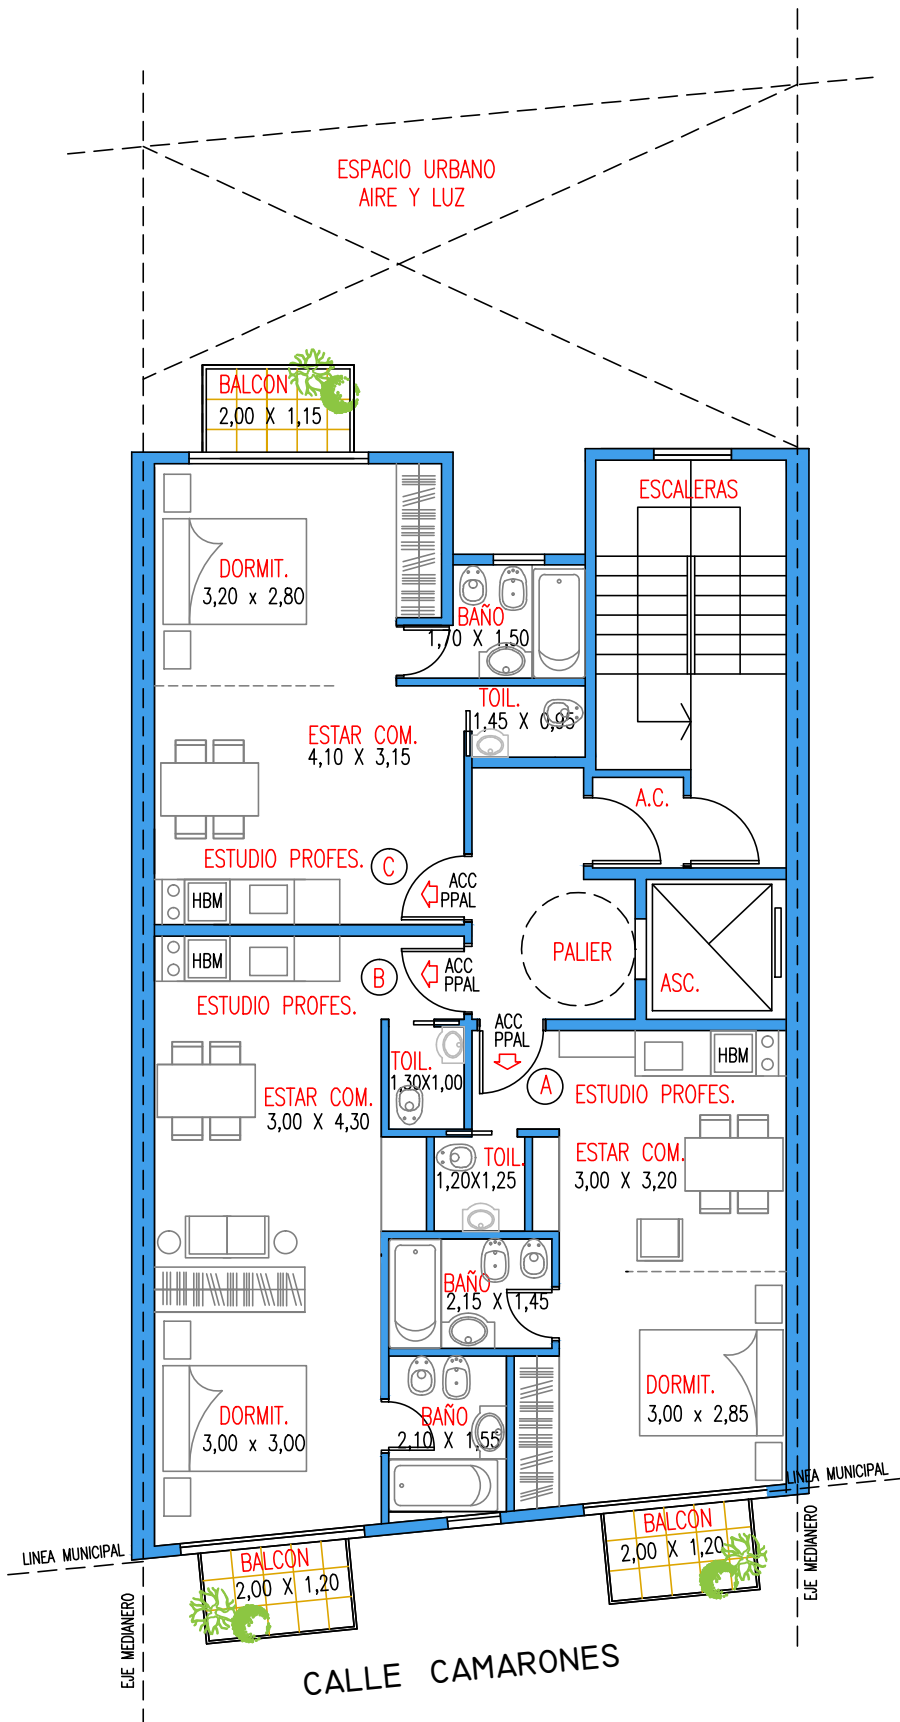 ESPACIO URBANO
AIRE Y LUZ
BALCON
2,00 X 1,15
ESCALERAS
DORMIT.
3,20 x 2,80
BAÑO
1,70 X 1,50
TOIL.
1,45 X 0,95
ESTAR COM.
4,10 X 3,15
A.C.
ESTUDIO PROFES.
C
ACC
PPAL
HBM
PALIER
ASC.
HBM
B
ACC
PPAL
ESTUDIO PROFES.
ACC
PPAL
A
HBM
TOIL.
1,30X1,00
ESTUDIO PROFES.
ESTAR COM.
3,00 X 4,30
ESTAR COM.
3,00 X 3,20
TOIL.
1,20X1,25
BAÑO
2,15 X 1,45
DORMIT.
3,00 x 2,85
DORMIT.
3,00 x 3,00
BAÑO
2,10 X 1,55
LINEA MUNICIPAL
BALCON
2,00 X 1,20
EJE MEDIANERO
LINEA MUNICIPAL
BALCON
2,00 X 1,20
EJE MEDIANERO
CALLE CAMARONES